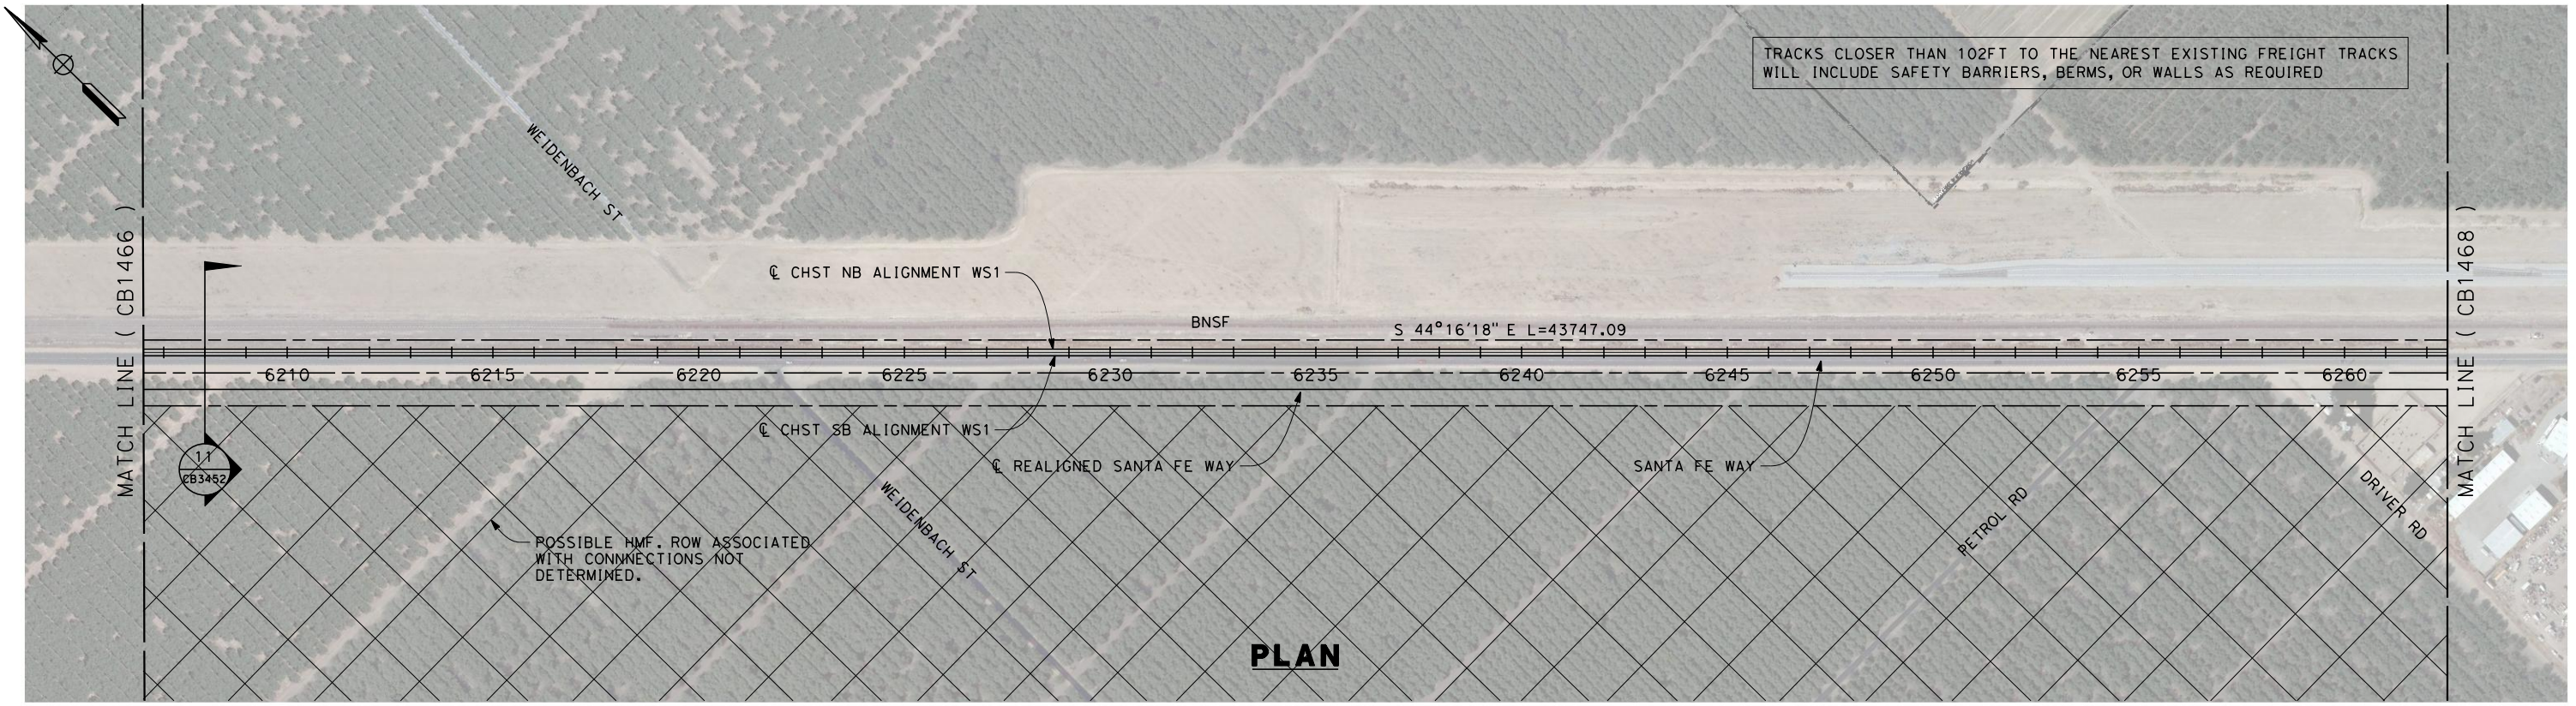 TRACKS CLOSER THAN 102FT TO THE NEAREST EXISTING FREIGHT TRACKS
WILL INCLUDE SAFETY BARRIERS, BERMS, OR WALLS AS REQUIRED
WEIDENBACH ST
MATCH LINE ( CB1466 )
MATCH LINE ( CB1468 )
℄ CHST NB ALIGNMENT WS1
BNSF
S 44°16'18" E L=43747.09
6210 6215 6220 6225 6230 6235 6240 6245 6250 6255 6260
℄ CHST SB ALIGNMENT WS1
℄ REALIGNED SANTA FE WAY
SANTA FE WAY
11
CB3452
WEIDENBACH ST
PETROL RD
DRIVER RD
POSSIBLE HMF. ROW ASSOCIATED
WITH CONNNECTIONS NOT
DETERMINED.
PLAN